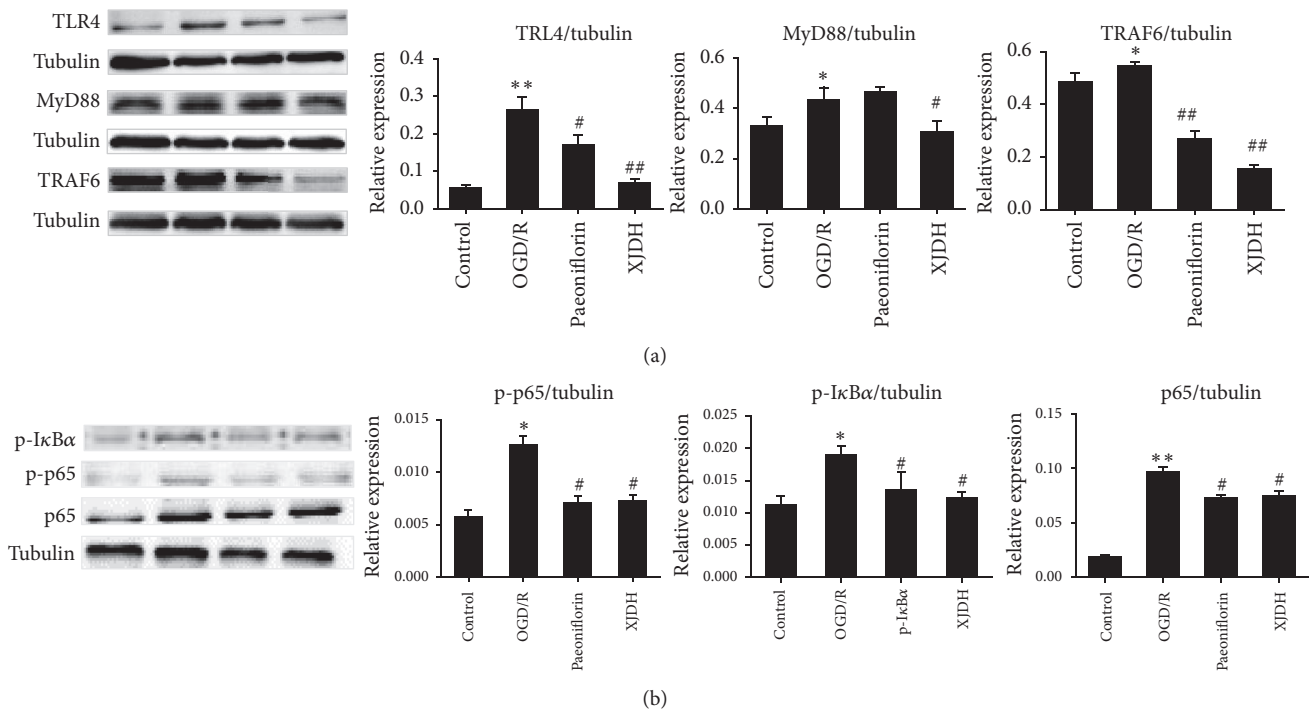 TLR4
Tubulin
MyD88
Tubulin
TRAF6
Tubulin
TRL4/tubulin
Relative expression
0.4
0.3
0.2
0.1
0.0
**
#
##
Control
OGD/R
Paeoniflorin
XJDH
MyD88/tubulin
Relative expression
0.6
0.4
0.2
0.0
*
#
Control
OGD/R
Paeoniflorin
XJDH
TRAF6/tubulin
Relative expression
0.6
0.4
0.2
0.0
*
##
##
Control
OGD/R
Paeoniflorin
XJDH
(a)
p-IκBα
p-p65
p65
Tubulin
p-p65/tubulin
Relative expression
0.015
0.010
0.005
0.000
*
#
#
Control
OGD/R
Paeoniflorin
XJDH
p-IκBα/tubulin
Relative expression
0.025
0.020
0.015
0.010
0.005
0.000
*
#
#
Control
OGD/R
p-IκBα
XJDH
p65/tubulin
Relative expression
0.15
0.10
0.05
0.00
**
#
#
Control
OGD/R
Paeoniflorin
XJDH
(b)